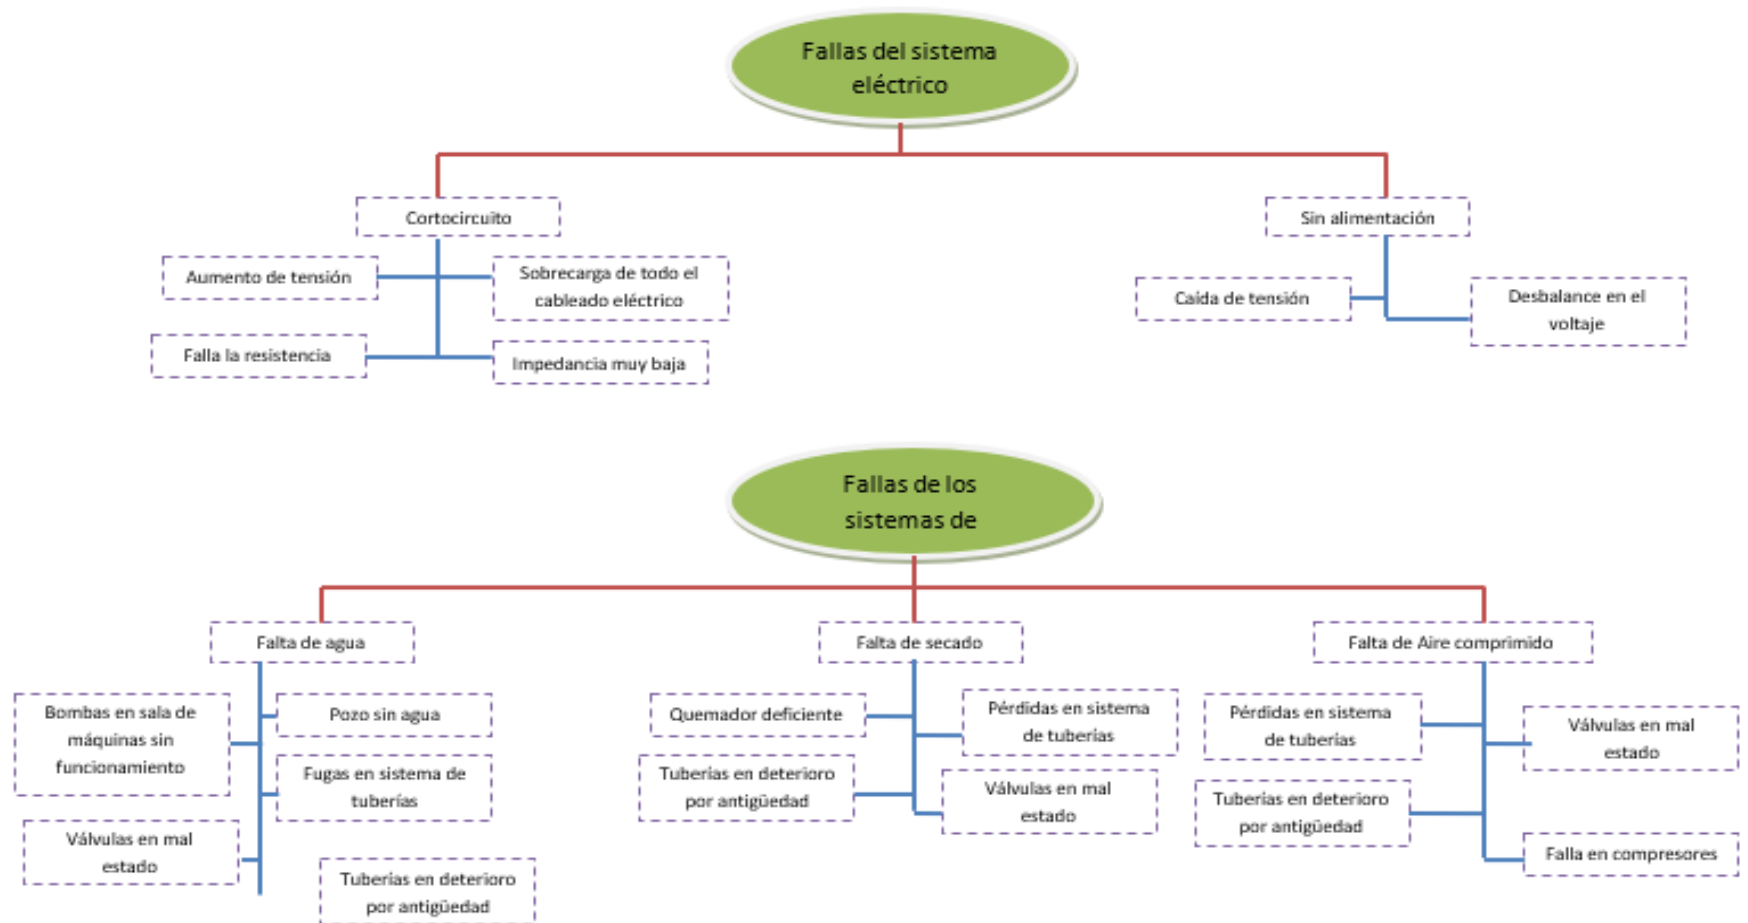 Fallas del sistema
eléctrico
Cortocircuito
Sin alimentación
Aumento de tensión
Sobrecarga de todo el
cableado eléctrico
Caída de tensión
Desbalance en el
voltaje
Falla la resistencia
Impedancia muy baja
Fallas de los
sistemas de
Falta de agua
Falta de secado
Falta de Aire comprimido
Bombas en sala de
máquinas sin
funcionamiento
Pozo sin agua
Fugas en sistema de
tuberías
Válvulas en mal
estado
Tuberías en deterioro
por antigüedad
Quemador deficiente
Pérdidas en sistema
de tuberías
Tuberías en deterioro
por antigüedad
Válvulas en mal
estado
Pérdidas en sistema
de tuberías
Válvulas en mal
estado
Tuberías en deterioro
por antigüedad
Falla en compresores